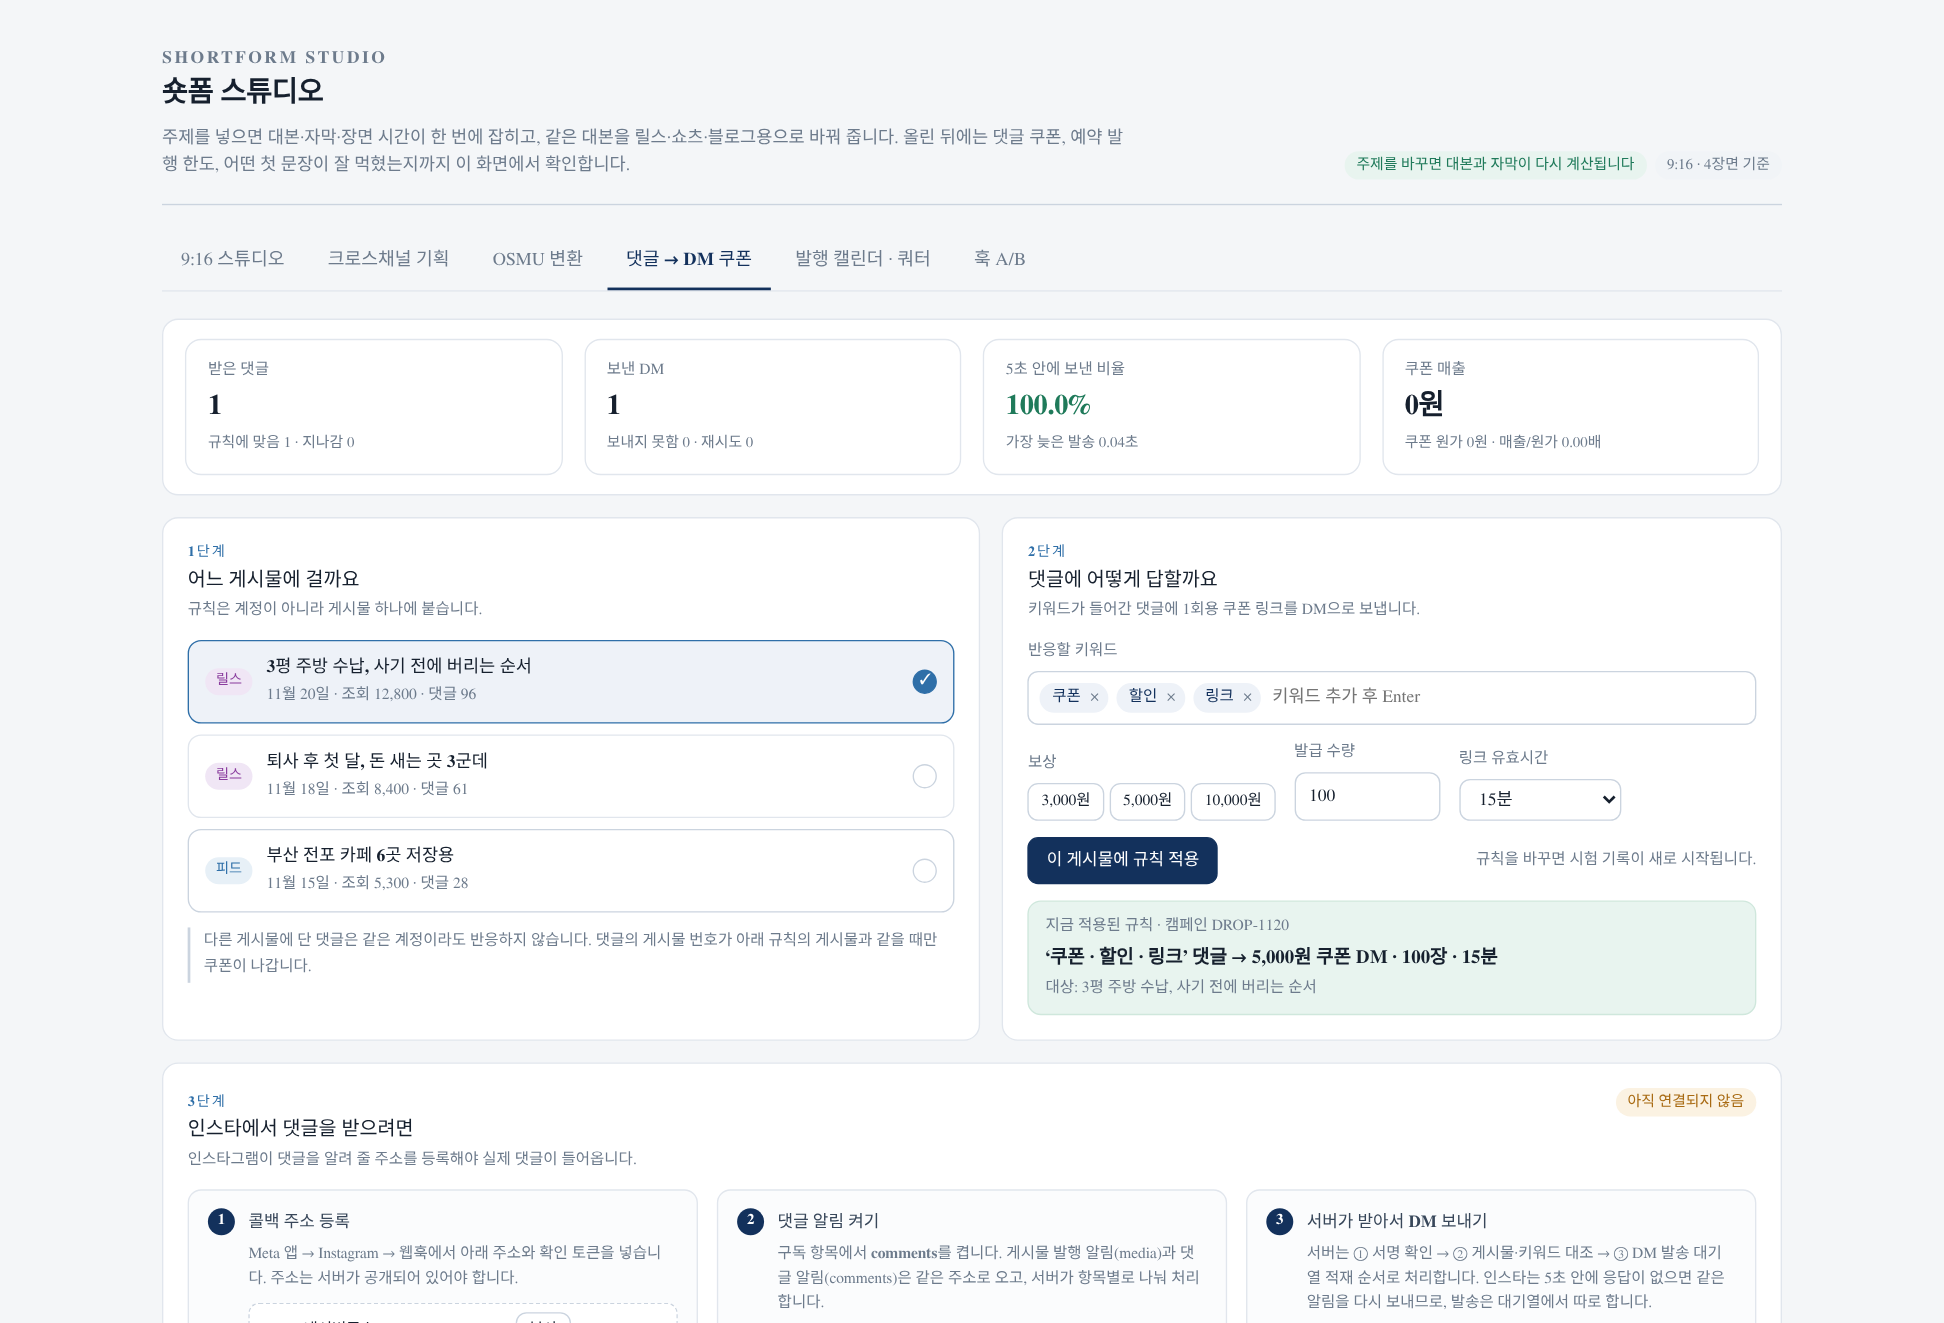 SHORTFORM STUDIO
숏폼 스튜디오
주제를 넣으면 대본·자막·장면 시간이 한 번에 잡히고, 같은 대본을 릴스·쇼츠·블로그용으로 바꿔 줍니다. 올린 뒤에는 댓글 쿠폰, 예약 발
행 한도, 어떤 첫 문장이 잘 먹혔는지까지 이 화면에서 확인합니다.
주제를 바꾸면 대본과 자막이 다시 계산됩니다
9:16 · 4장면 기준
9:16 스튜디오
크로스채널 기획
OSMU 변환
댓글 → DM 쿠폰
발행 캘린더 · 쿼터
훅 A/B
받은 댓글
1
규칙에 맞음 1 · 지나감 0
보낸 DM
1
보내지 못함 0 · 재시도 0
5초 안에 보낸 비율
100.0%
가장 늦은 발송 0.04초
쿠폰 매출
0원
쿠폰 원가 0원 · 매출/원가 0.00배
1단계
어느 게시물에 걸까요
규칙은 계정이 아니라 게시물 하나에 붙습니다.
릴스
3평 주방 수납, 사기 전에 버리는 순서
11월 20일 · 조회 12,800 · 댓글 96
✓
릴스
퇴사 후 첫 달, 돈 새는 곳 3군데
11월 18일 · 조회 8,400 · 댓글 61
피드
부산 전포 카페 6곳 저장용
11월 15일 · 조회 5,300 · 댓글 28
다른 게시물에 단 댓글은 같은 계정이라도 반응하지 않습니다. 댓글의 게시물 번호가 아래 규칙의 게시물과 같을 때만
쿠폰이 나갑니다.
2단계
댓글에 어떻게 답할까요
키워드가 들어간 댓글에 1회용 쿠폰 링크를 DM으로 보냅니다.
반응할 키워드
쿠폰 × 할인 × 링크 × 키워드 추가 후 Enter
보상
3,000원 5,000원 10,000원
발급 수량
100
링크 유효시간
15분
이 게시물에 규칙 적용
규칙을 바꾸면 시험 기록이 새로 시작됩니다.
지금 적용된 규칙 · 캠페인 DROP-1120
‘쿠폰 · 할인 · 링크’ 댓글 → 5,000원 쿠폰 DM · 100장 · 15분
대상: 3평 주방 수납, 사기 전에 버리는 순서
3단계
인스타에서 댓글을 받으려면
인스타그램이 댓글을 알려 줄 주소를 등록해야 실제 댓글이 들어옵니다.
아직 연결되지 않음
1
콜백 주소 등록
Meta 앱 → Instagram → 웹훅에서 아래 주소와 확인 토큰을 넣습니
다. 주소는 서버가 공개되어 있어야 합니다.
2
댓글 알림 켜기
구독 항목에서 comments를 켭니다. 게시물 발행 알림(media)과 댓
글 알림(comments)은 같은 주소로 오고, 서버가 항목별로 나눠 처리
합니다.
3
서버가 받아서 DM 보내기
서버는 ① 서명 확인 → ② 게시물·키워드 대조 → ③ DM 발송 대기
열 적재 순서로 처리합니다. 인스타는 5초 안에 응답이 없으면 같은
알림을 다시 보내므로, 발송은 대기열에서 따로 합니다.